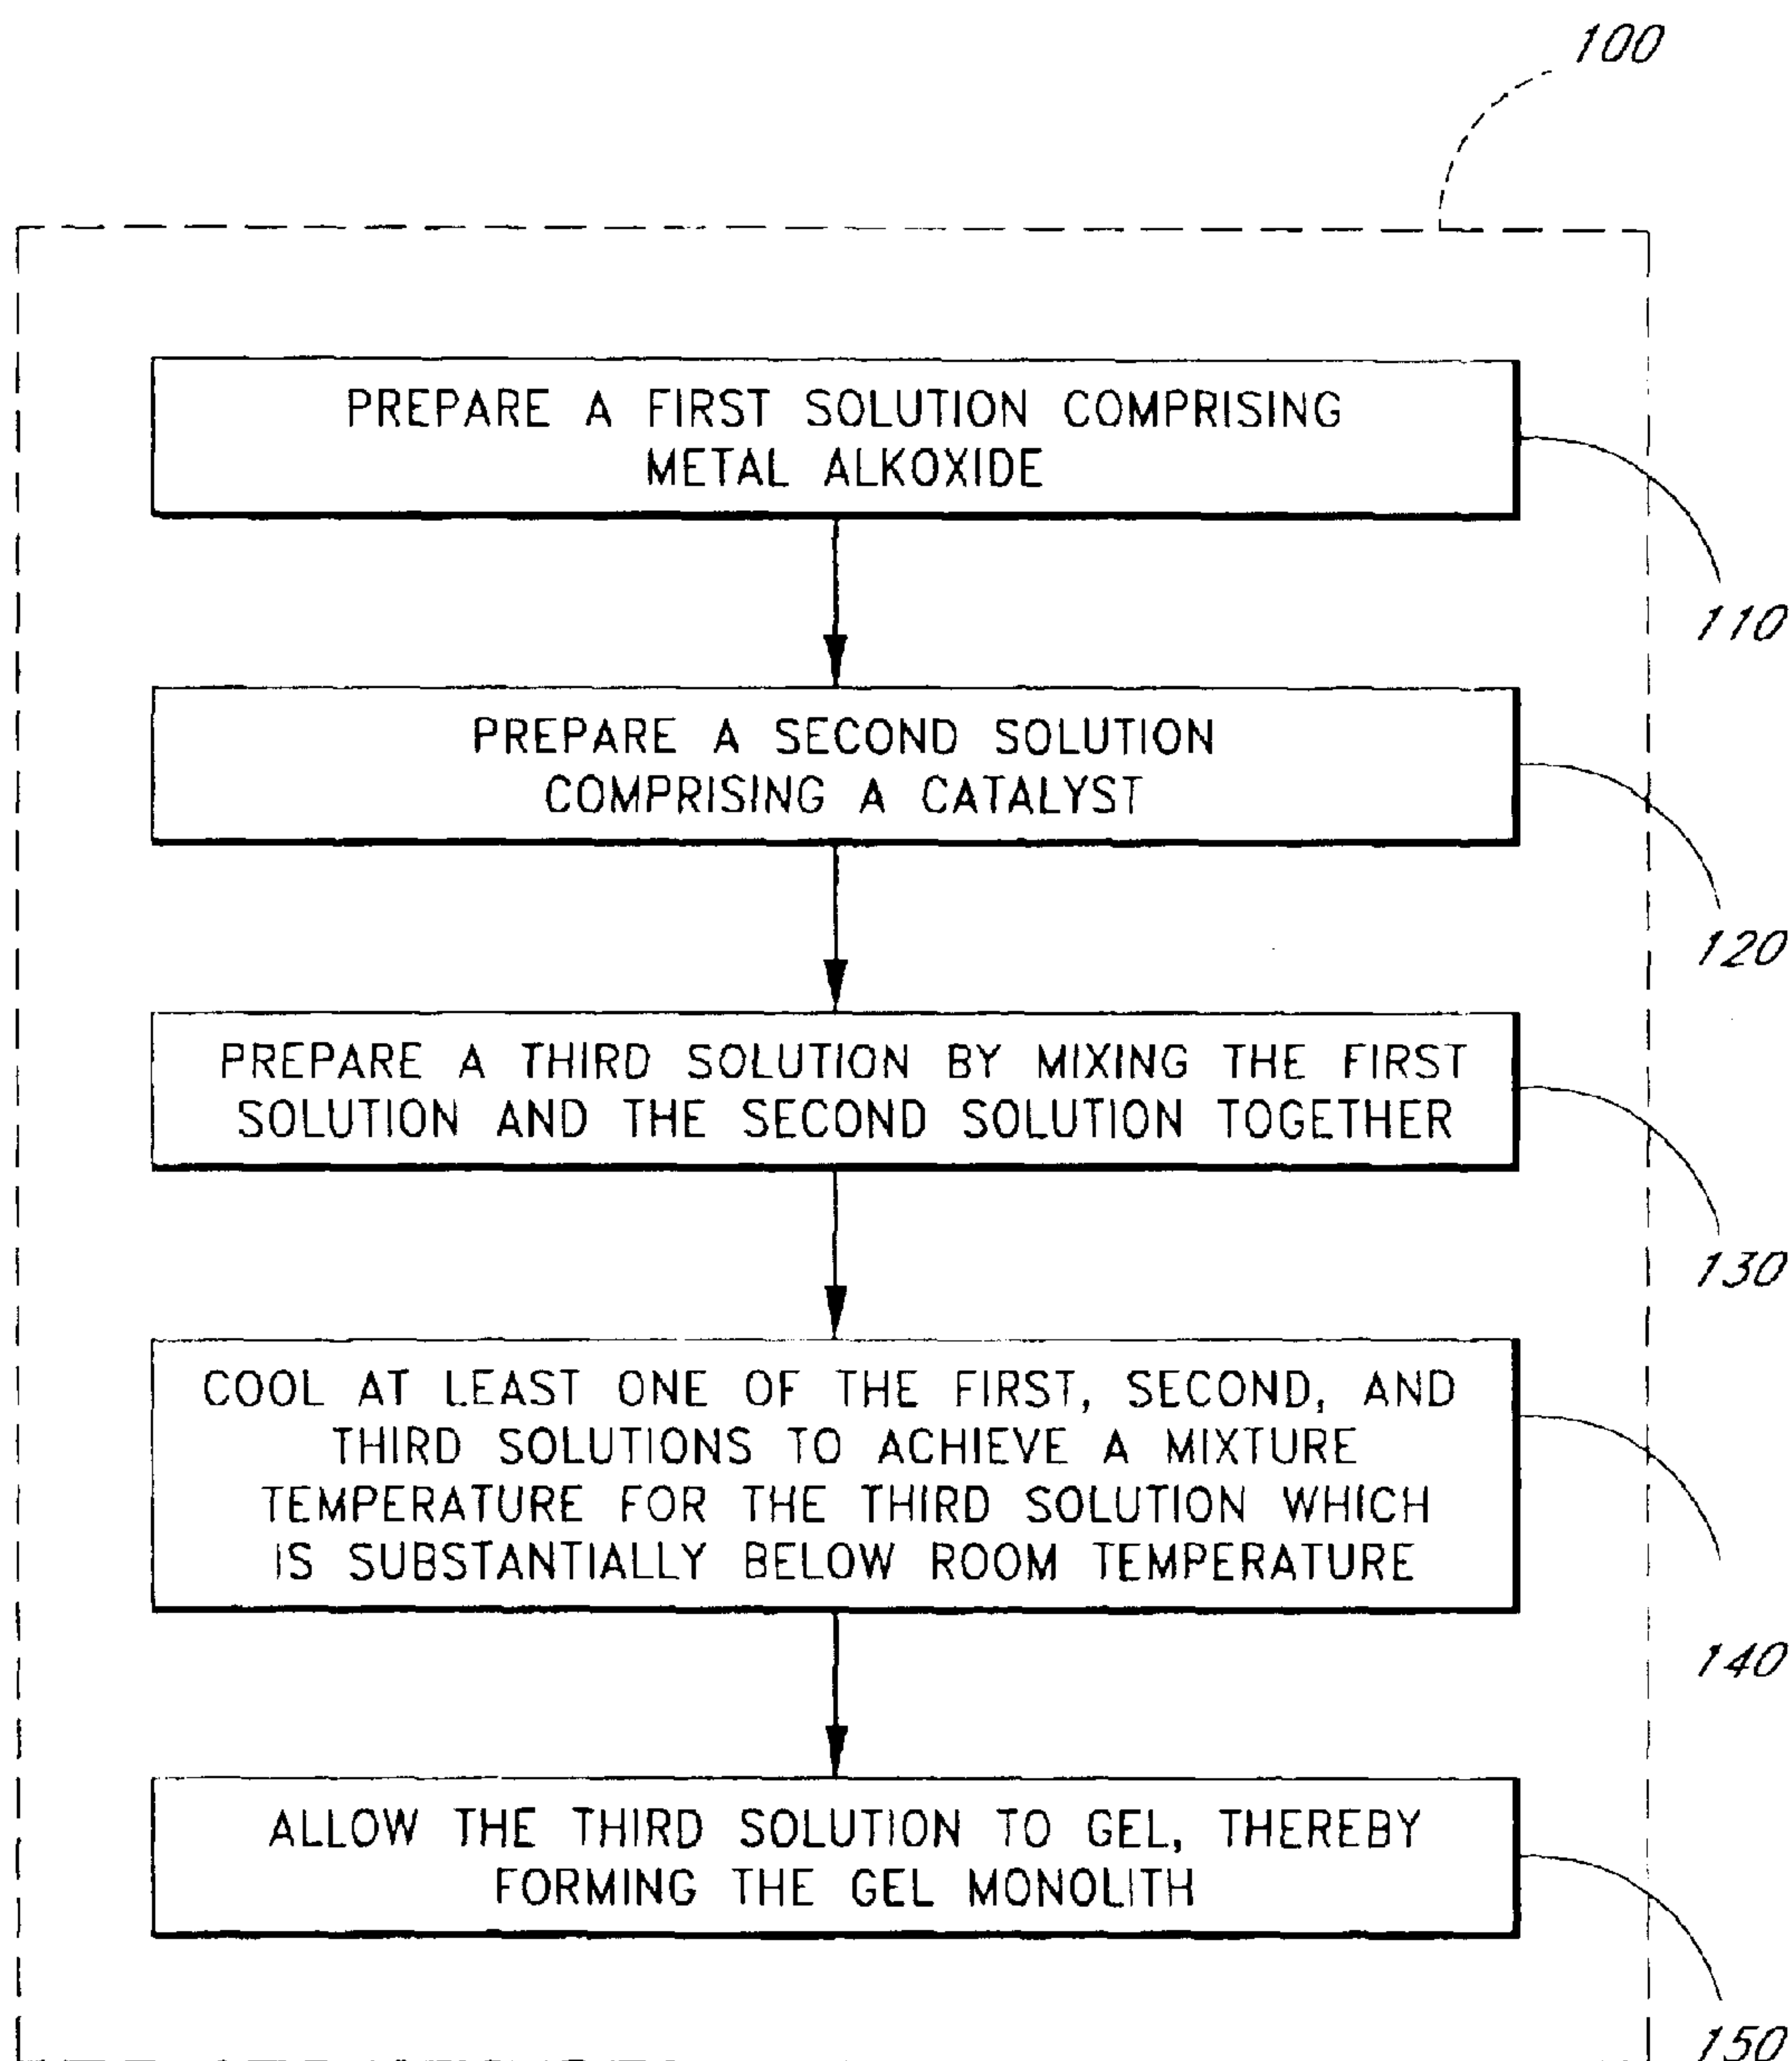 100
PREPARE A FIRST SOLUTION COMPRISING
METAL ALKOXIDE
110
PREPARE A SECOND SOLUTION
COMPRISING A CATALYST
120
PREPARE A THIRD SOLUTION BY MIXING THE FIRST
SOLUTION AND THE SECOND SOLUTION TOGETHER
130
COOL AT LEAST ONE OF THE FIRST, SECOND, AND
THIRD SOLUTIONS TO ACHIEVE A MIXTURE
TEMPERATURE FOR THE THIRD SOLUTION WHICH
IS SUBSTANTIALLY BELOW ROOM TEMPERATURE
140
ALLOW THE THIRD SOLUTION TO GEL, THEREBY
FORMING THE GEL MONOLITH
150